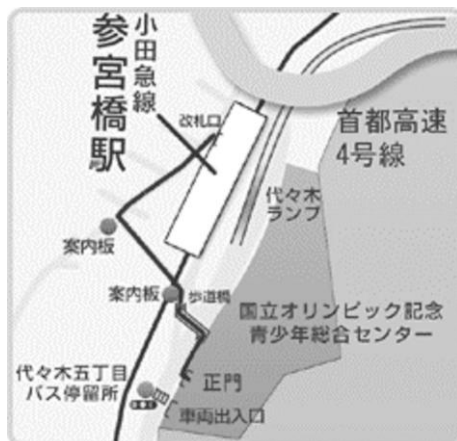 参宮橋駅
小田急線
改札口
首都高速
4号線
代々木
ランプ
案内板
案内板
歩道橋
国立オリンピック記念
青少年総合センター
代々木五丁目
バス停留所
正門
車両出入口